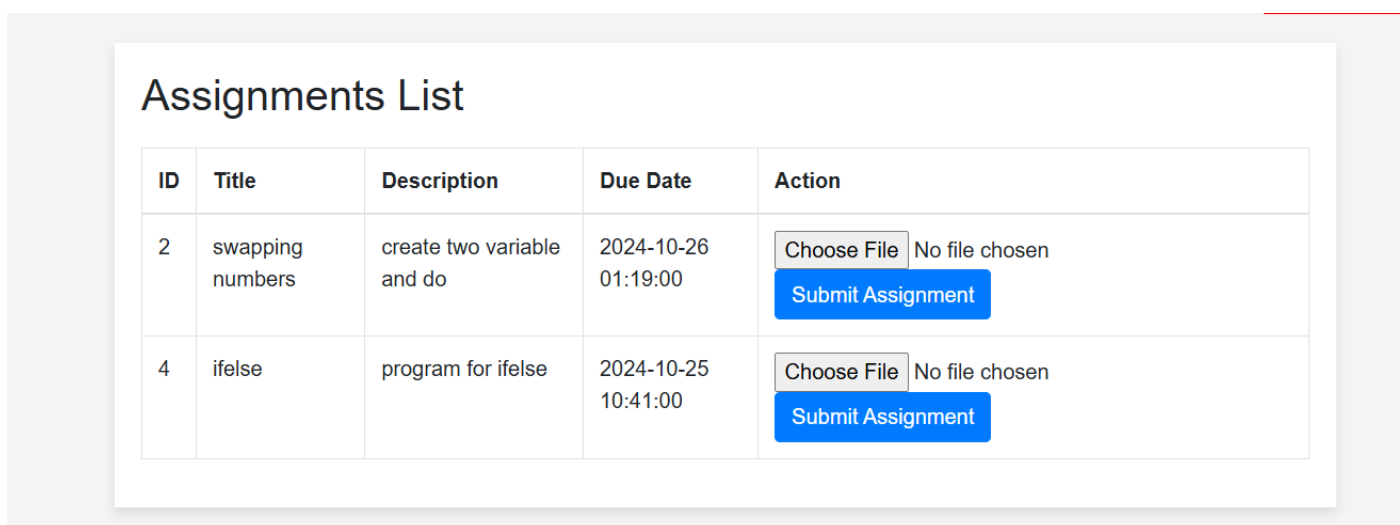 Assignments List
ID Title Description Due Date Action
2 swapping create two variable 2024-10-26 Choose File No file chosen
numbers and do 01:19:00 Submit Assignment
4 ifelse program for ifelse 2024-10-25 Choose File No file chosen
10:41:00 Submit Assignment